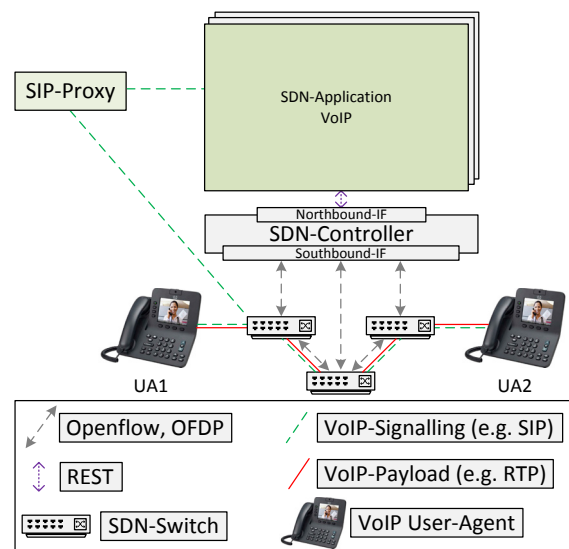 SIP-Proxy
SDN-Application
VoIP
Northbound-IF
SDN-Controller
Southbound-IF
UA1
UA2
Openflow, OFDP
VoIP-Signalling (e.g. SIP)
REST
VoIP-Payload (e.g. RTP)
SDN-Switch
VoIP User-Agent